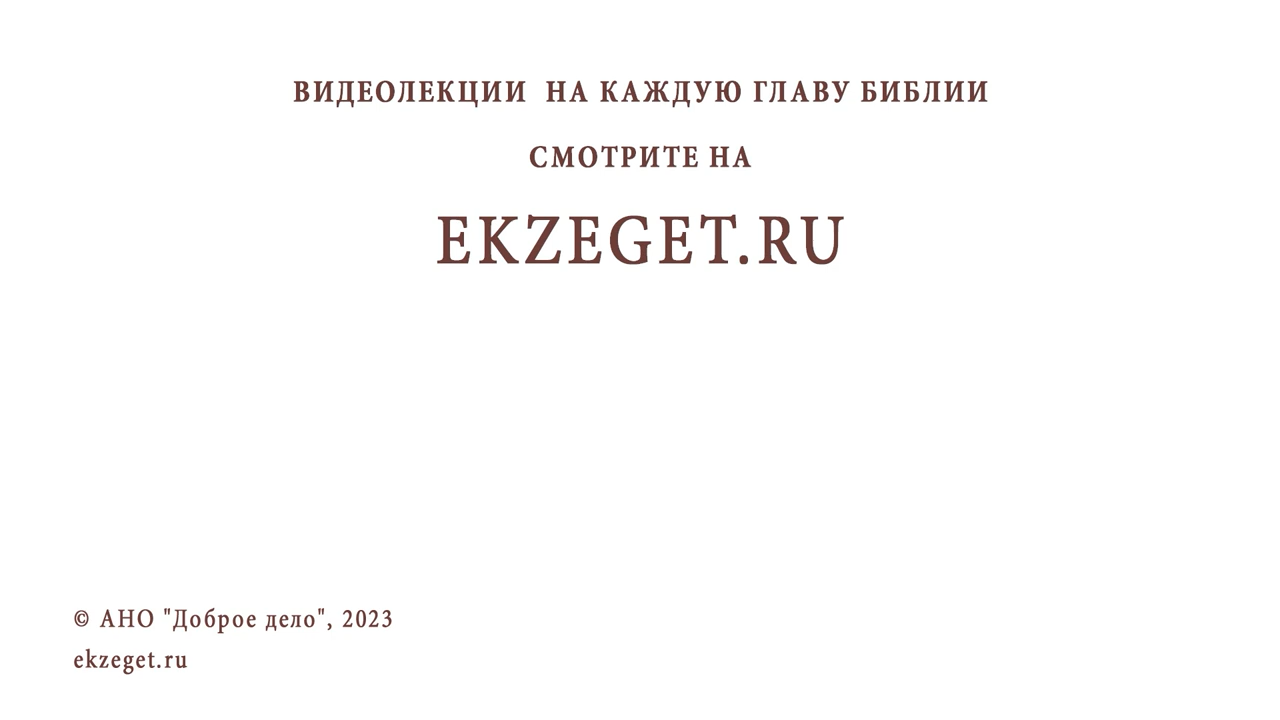 ВИДЕОЛЕКЦИИ НА КАЖДУЮ ГЛАВУ БИБЛИИ
СМОТРИТЕ НА
EKZEGET.RU
© АНО "Доброе дело", 2023
ekzeget.ru